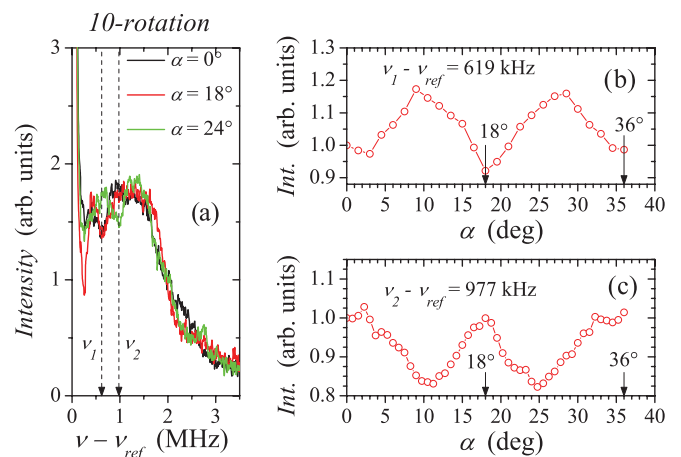 10-rotation
α = 0°
α = 18°
α = 24°
(a)
ν1
ν2
Intensity (arb. units)
0
1
2
3
0
1
2
3
ν – νref (MHz)
ν1 - νref = 619 kHz
(b)
18°
36°
Int. (arb. units)
0.9
1.0
1.1
1.2
1.3
0 5 10 15 20 25 30 35 40
α (deg)
ν2 - νref = 977 kHz
(c)
18°
36°
Int. (arb. units)
0.8
0.9
1.0
1.1
0 5 10 15 20 25 30 35 40
α (deg)